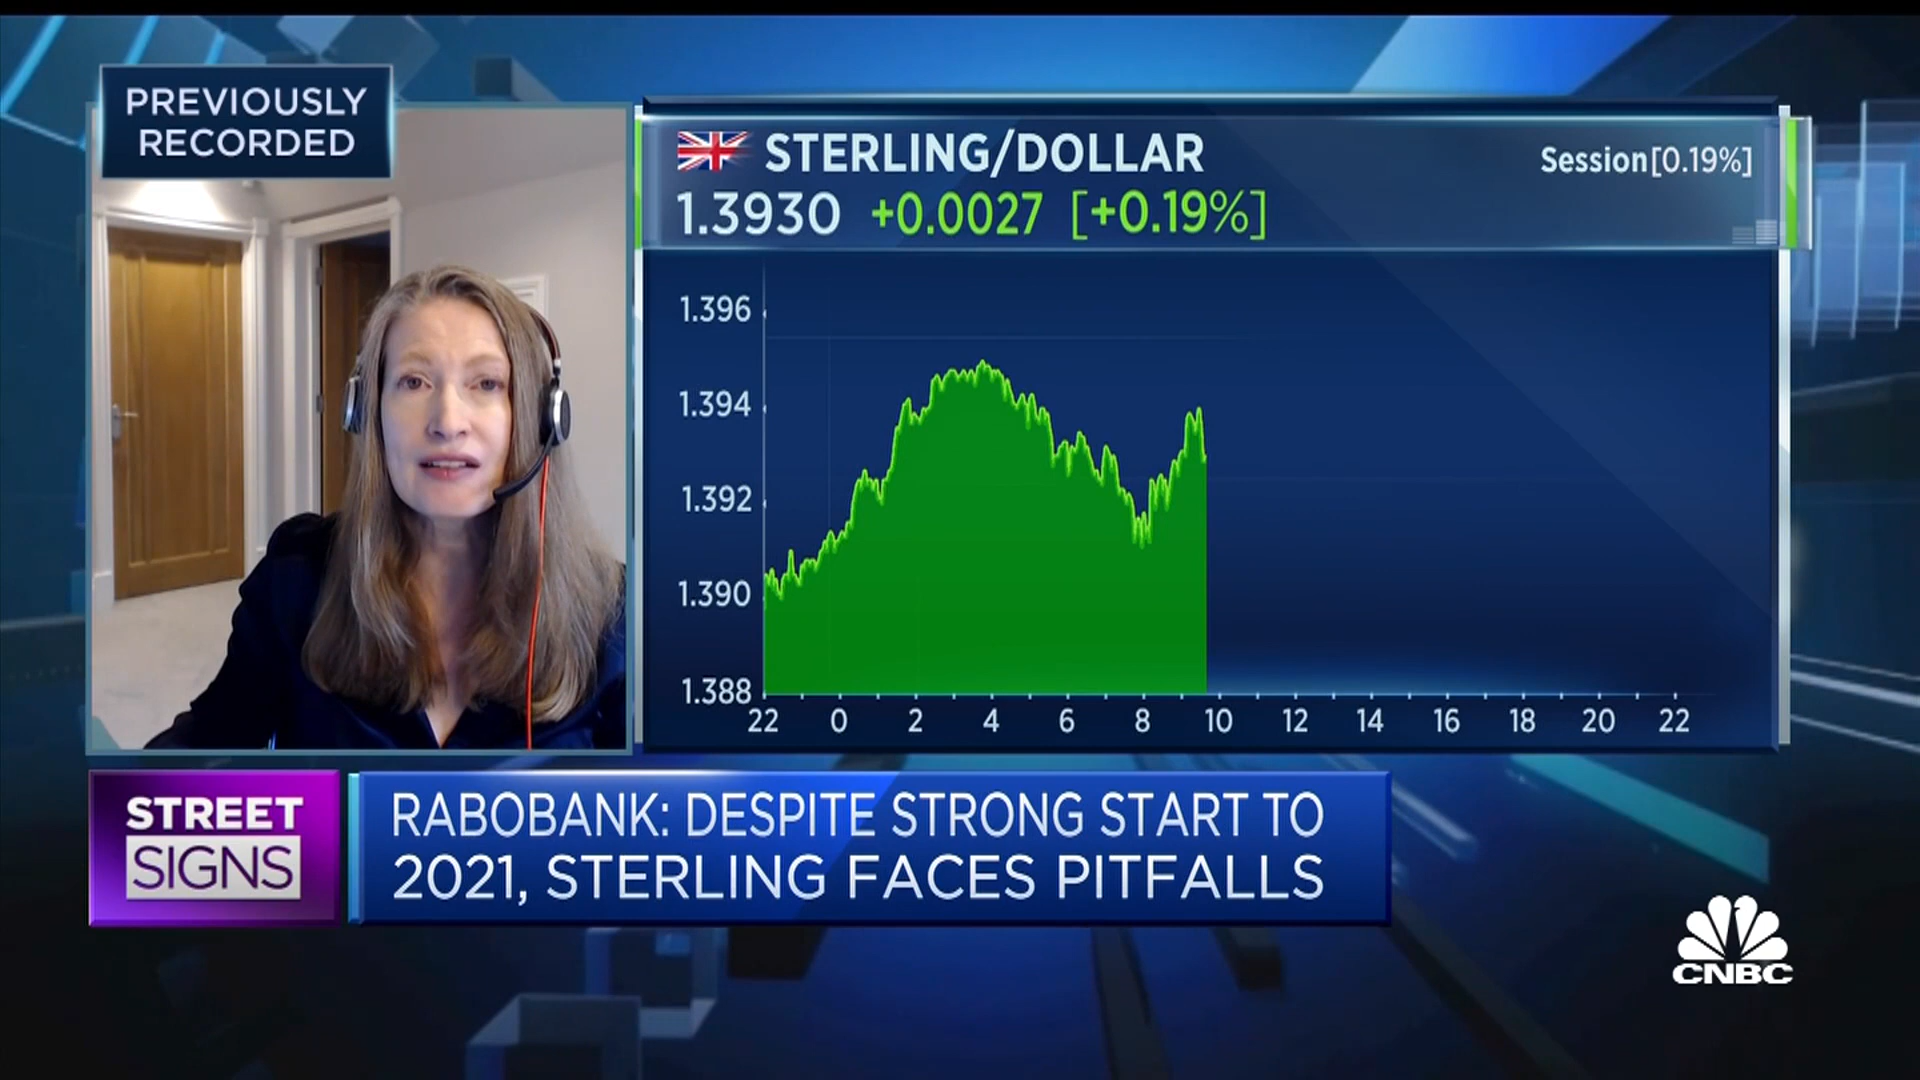 PREVIOUSLY
RECORDED
STERLING/DOLLAR
Session[0.19%]
1.3930 +0.0027 [+0.19%]
1.396
1.394
1.392
1.390
1.388
22 0 2 4 6 8 10 12 14 16 18 20 22
STREET
SIGNS
RABOBANK: DESPITE STRONG START TO
2021, STERLING FACES PITFALLS
CNBC